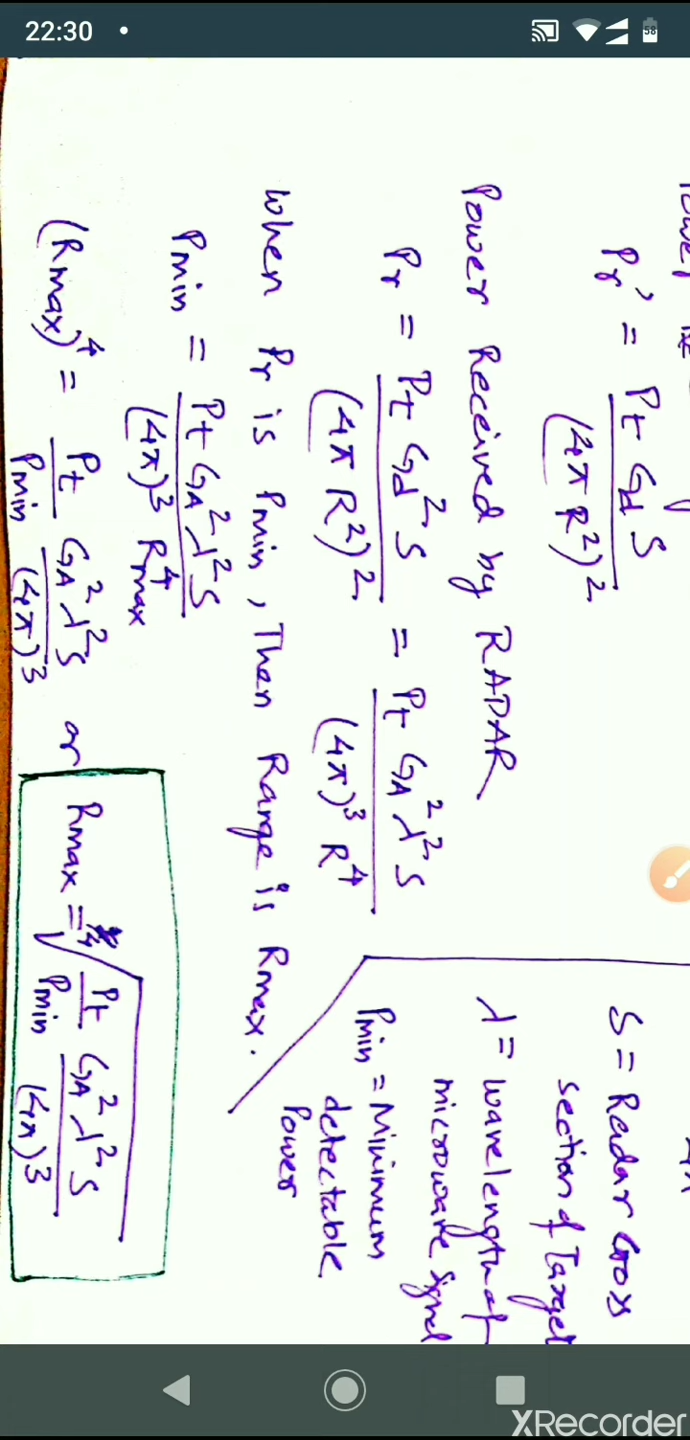 22:30
58
Pr' = Pt Gd S / (4π R²)²
Power Received by RADAR
Pr = Pt Gd² S / (4π R²)² = Pt GA² λ² S / (4π)³ R⁴
When Pr is Pmin, Then Range is Rmax.
Pmin = Pt GA² λ² S / (4π)³ R⁴max
(Rmax)⁴ = Pt / Pmin GA² λ² S / (4π)³ or Rmax = ⁴√ Pt / Pmin GA² λ² S / (4π)³
S = Radar Cross
section of Target
λ = wavelength of
microwave signal
Pmin = Minimum
detectable
Power
XRecorder